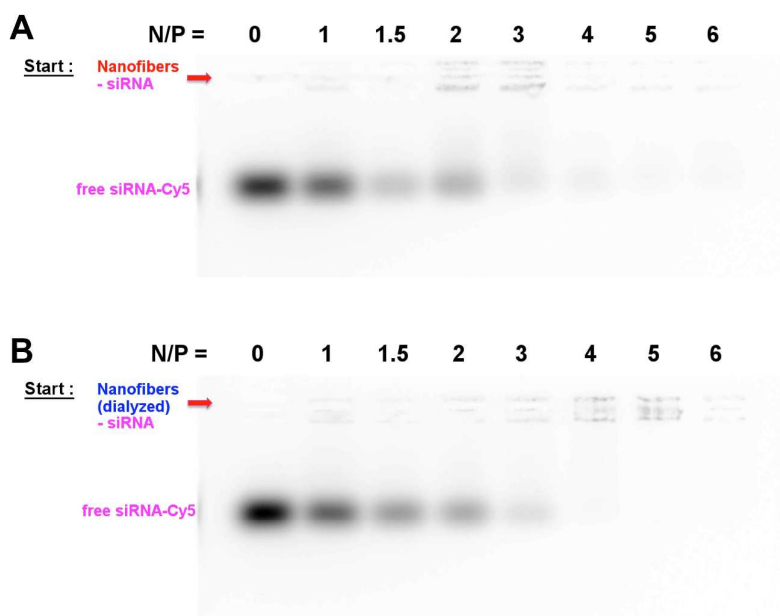 A
N/P = 0 1 1.5 2 3 4 5 6
Start : Nanofibers
- siRNA
free siRNA-Cy5
B
N/P = 0 1 1.5 2 3 4 5 6
Start : Nanofibers
(dialyzed)
- siRNA
free siRNA-Cy5